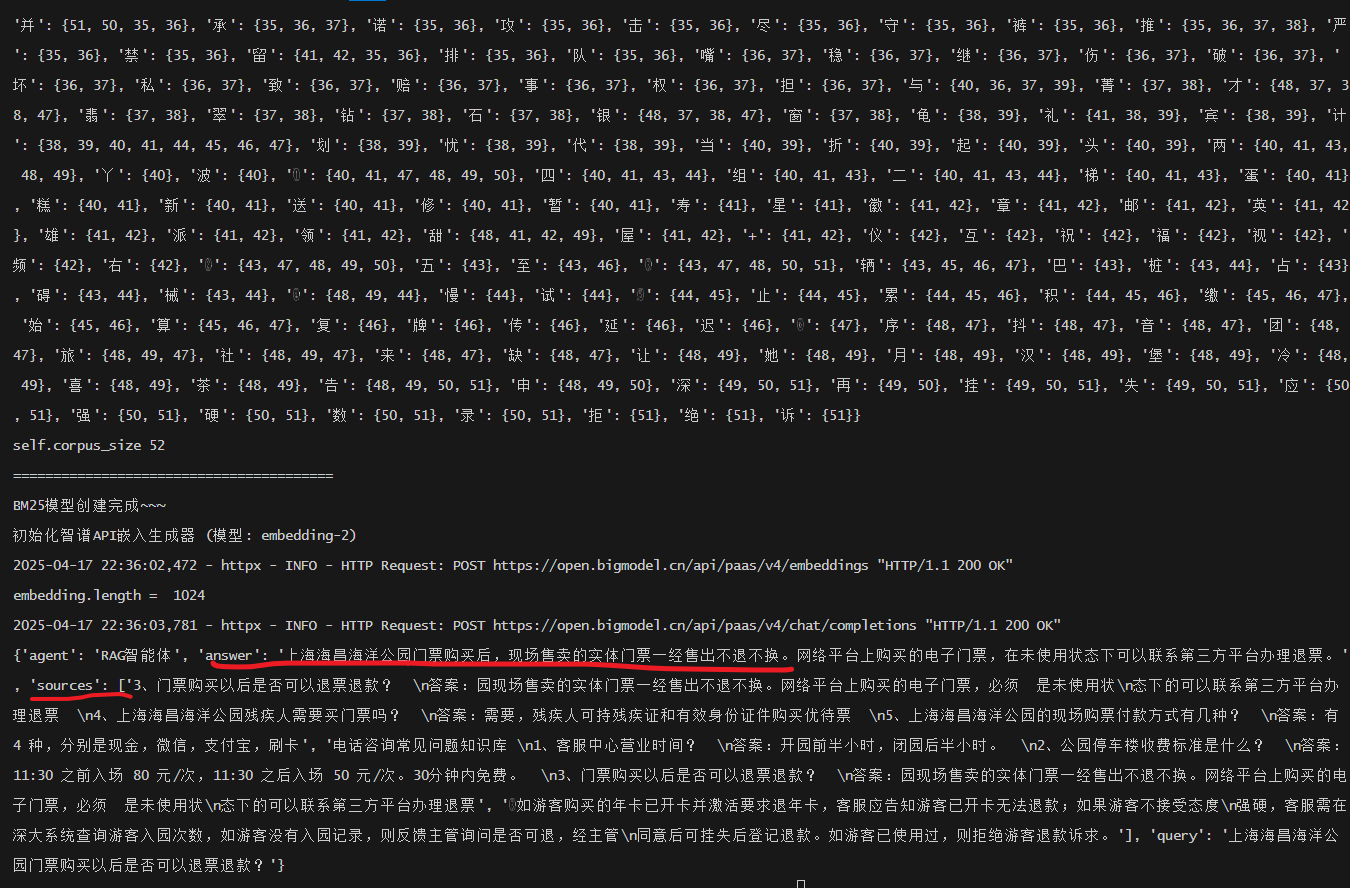 '并': {51, 50, 35, 36}, '承': {35, 36, 37}, '诺': {35, 36}, '攻': {35, 36}, '击': {35, 36}, '尽': {35, 36}, '守': {35, 36}, '裤': {35, 36}, '推': {35, 36, 37, 38}, '严
': {35, 36}, '禁': {35, 36}, '留': {41, 42, 35, 36}, '排': {35, 36}, '队': {35, 36}, '嘴': {36, 37}, '稳': {36, 37}, '继': {36, 37}, '伤': {36, 37}, '破': {36, 37}, '
坏': {36, 37}, '私': {36, 37}, '致': {36, 37}, '赔': {36, 37}, '事': {36, 37}, '权': {36, 37}, '担': {36, 37}, '与': {40, 36, 37, 39}, '菁': {37, 38}, '才': {48, 37, 3
8, 47}, '翡': {37, 38}, '翠': {37, 38}, '钻': {37, 38}, '石': {37, 38}, '银': {48, 37, 38, 47}, '窗': {37, 38}, '龟': {38, 39}, '礼': {41, 38, 39}, '宾': {38, 39}, '计
': {38, 39, 40, 41, 44, 45, 46, 47}, '划': {38, 39}, '忧': {38, 39}, '代': {38, 39}, '当': {40, 39}, '折': {40, 39}, '起': {40, 39}, '头': {40, 39}, '两': {40, 41, 43,
48, 49}, '丫': {40}, '波': {40}, '': {40, 41, 47, 48, 49, 50}, '四': {40, 41, 43, 44}, '组': {40, 41, 43}, '二': {40, 41, 43, 44}, '梯': {40, 41, 43}, '蛋': {40, 41}
, '糕': {40, 41}, '新': {40, 41}, '送': {40, 41}, '修': {40, 41}, '暂': {40, 41}, '寿': {41}, '星': {41}, '徽': {41, 42}, '章': {41, 42}, '邮': {41, 42}, '英': {41, 42
}, '雄': {41, 42}, '派': {41, 42}, '领': {41, 42}, '甜': {48, 41, 42, 49}, '屋': {41, 42}, '+': {41, 42}, '仪': {42}, '互': {42}, '祝': {42}, '福': {42}, '视': {42}, '
频': {42}, '右': {42}, '': {43, 47, 48, 49, 50}, '五': {43}, '至': {43, 46}, '': {43, 47, 48, 50, 51}, '辆': {43, 45, 46, 47}, '巴': {43}, '桩': {43, 44}, '占': {43}
, '碍': {43, 44}, '械': {43, 44}, '': {48, 49, 44}, '慢': {44}, '试': {44}, '': {44, 45}, '止': {44, 45}, '累': {44, 45, 46}, '积': {44, 45, 46}, '缴': {45, 46, 47},
'始': {45, 46}, '算': {45, 46, 47}, '复': {46}, '牌': {46}, '传': {46}, '延': {46}, '迟': {46}, '': {47}, '序': {48, 47}, '抖': {48, 47}, '音': {48, 47}, '团': {48,
47}, '旅': {48, 49, 47}, '社': {48, 49, 47}, '来': {48, 47}, '缺': {48, 47}, '让': {48, 49}, '她': {48, 49}, '月': {48, 49}, '汉': {48, 49}, '堡': {48, 49}, '冷': {48,
49}, '喜': {48, 49}, '茶': {48, 49}, '告': {48, 49, 50, 51}, '申': {48, 49, 50}, '深': {49, 50, 51}, '再': {49, 50}, '挂': {49, 50, 51}, '失': {49, 50, 51}, '应': {50
, 51}, '强': {50, 51}, '硬': {50, 51}, '数': {50, 51}, '录': {50, 51}, '拒': {51}, '绝': {51}, '诉': {51}}
self.corpus_size 52
========================================
BM25模型创建完成~~~
初始化智谱API嵌入生成器 (模型: embedding-2)
2025-04-17 22:36:02,472 - httpx - INFO - HTTP Request: POST https://open.bigmodel.cn/api/paas/v4/embeddings "HTTP/1.1 200 OK"
embedding.length =  1024
2025-04-17 22:36:03,781 - httpx - INFO - HTTP Request: POST https://open.bigmodel.cn/api/paas/v4/chat/completions "HTTP/1.1 200 OK"
{'agent': 'RAG智能体', 'answer': '上海海昌海洋公园门票购买后，现场售卖的实体门票一经售出不退不换。网络平台上购买的电子门票，在未使用状态下可以联系第三方平台办理退票。'
, 'sources': ['3、门票购买以后是否可以退票退款？  \n答案：园现场售卖的实体门票一经售出不退不换。网络平台上购买的电子门票，必须  是未使用状\n态下的可以联系第三方平台办
理退票  \n4、上海海昌海洋公园残疾人需要买门票吗？  \n答案：需要，残疾人可持残疾证和有效身份证件购买优待票  \n5、上海海昌海洋公园的现场购票付款方式有几种？  \n答案：有
4 种，分别是现金，微信，支付宝，刷卡', '电话咨询常见问题知识库 \n1、客服中心营业时间？  \n答案：开园前半小时，闭园后半小时。  \n2、公园停车楼收费标准是什么？  \n答案：
11:30 之前入场 80 元/次，11:30 之后入场 50 元/次。30分钟内免费。  \n3、门票购买以后是否可以退票退款？  \n答案：园现场售卖的实体门票一经售出不退不换。网络平台上购买的电
子门票，必须  是未使用状\n态下的可以联系第三方平台办理退票', '如游客购买的年卡已开卡并激活要求退年卡，客服应告知游客已开卡无法退款；如果游客不接受态度\n强硬，客服需在
深大系统查询游客入园次数，如游客没有入园记录，则反馈主管询问是否可退，经主管\n同意后可挂失后登记退款。如游客已使用过，则拒绝游客退款诉求。'], 'query': '上海海昌海洋公
园门票购买以后是否可以退票退款？'}